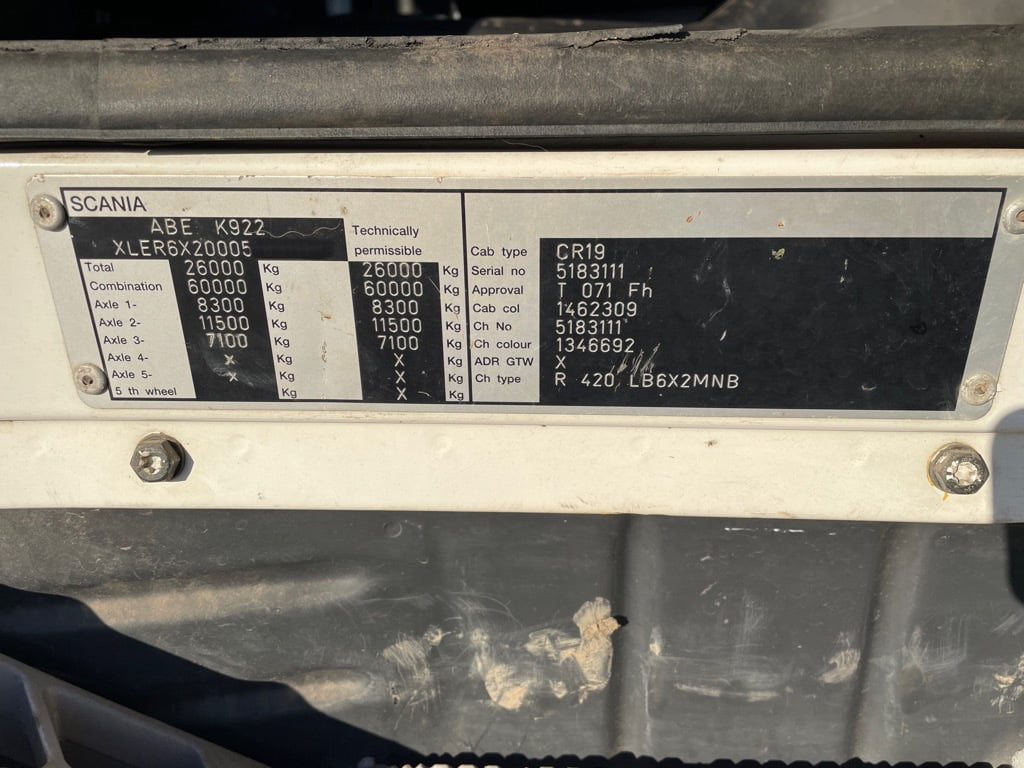 SCANIA
ABE K922
XLER6X20005
Technically
permissible
Total 26000 Kg 26000 Kg
Combination 60000 Kg 60000 Kg
Axle 1- 8300 Kg 8300 Kg
Axle 2- 11500 Kg 11500 Kg
Axle 3- 7100 Kg 7100 Kg
Axle 4- x Kg X Kg
Axle 5- x Kg X Kg
5 th wheel Kg X Kg
Cab type CR19
Serial no 5183111
Approval T 071 Fh
Cab col 1462309
Ch No 5183111
Ch colour 1346692
ADR GTW X
Ch type R 420 LB6X2MNB